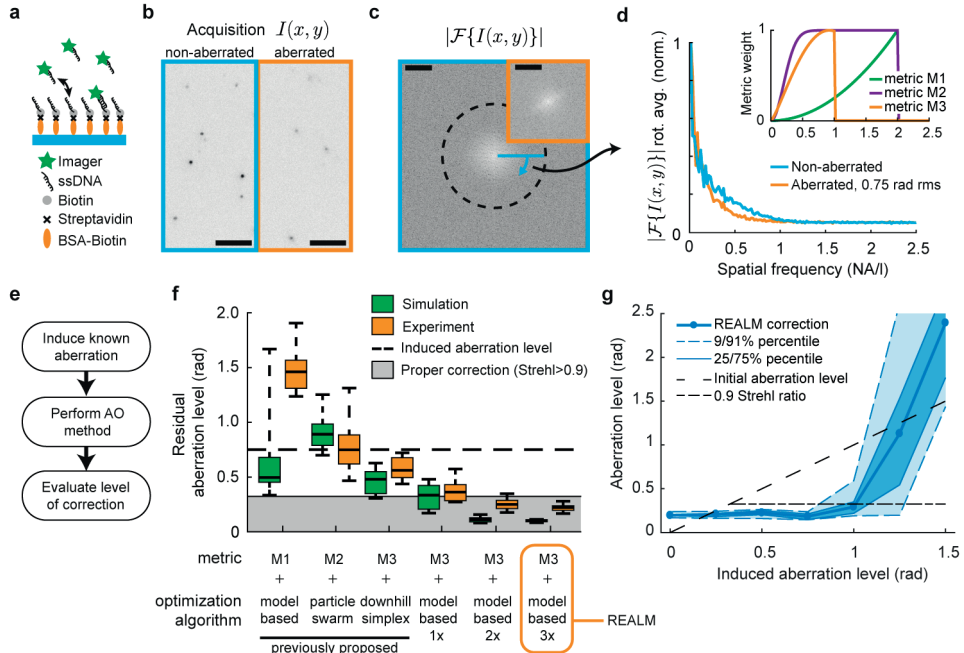 a
Imager
ssDNA
Biotin
Streptavidin
BSA-Biotin
b
Acquisition I(x, y)
non-aberrated aberrated
c
|F{I(x, y)}|
d
|F{I(x, y)}| rot. avg. (norm.)
1
0
0 0.5 1 1.5 2 2.5
Spatial frequency (NA/l)
Non-aberrated
Aberrated, 0.75 rad rms
Metric weight
1
0
0 0.5 1 1.5 2 2.5
metric M1
metric M2
metric M3
e
Induce known
aberration
Perform AO
method
Evaluate level
of correction
f
Residual
aberration level (rad)
2.0
1.5
1.0
0.5
0
Simulation
Experiment
Induced aberration level
Proper correction (Strehl>0.9)
metric M1 M2 M3 M3 M3 M3
+ + + + + +
optimization particle downhill
algorithm
model based
swarm
simplex
model based 1x
model based 2x
model based 3x
previously proposed
REALM
g
Aberration level (rad)
2.5
2
1.5
1
0.5
0
REALM correction
9/91% percentile
25/75% percentile
Initial aberration level
0.9 Strehl ratio
0 0.5 1 1.5
Induced aberration level (rad)